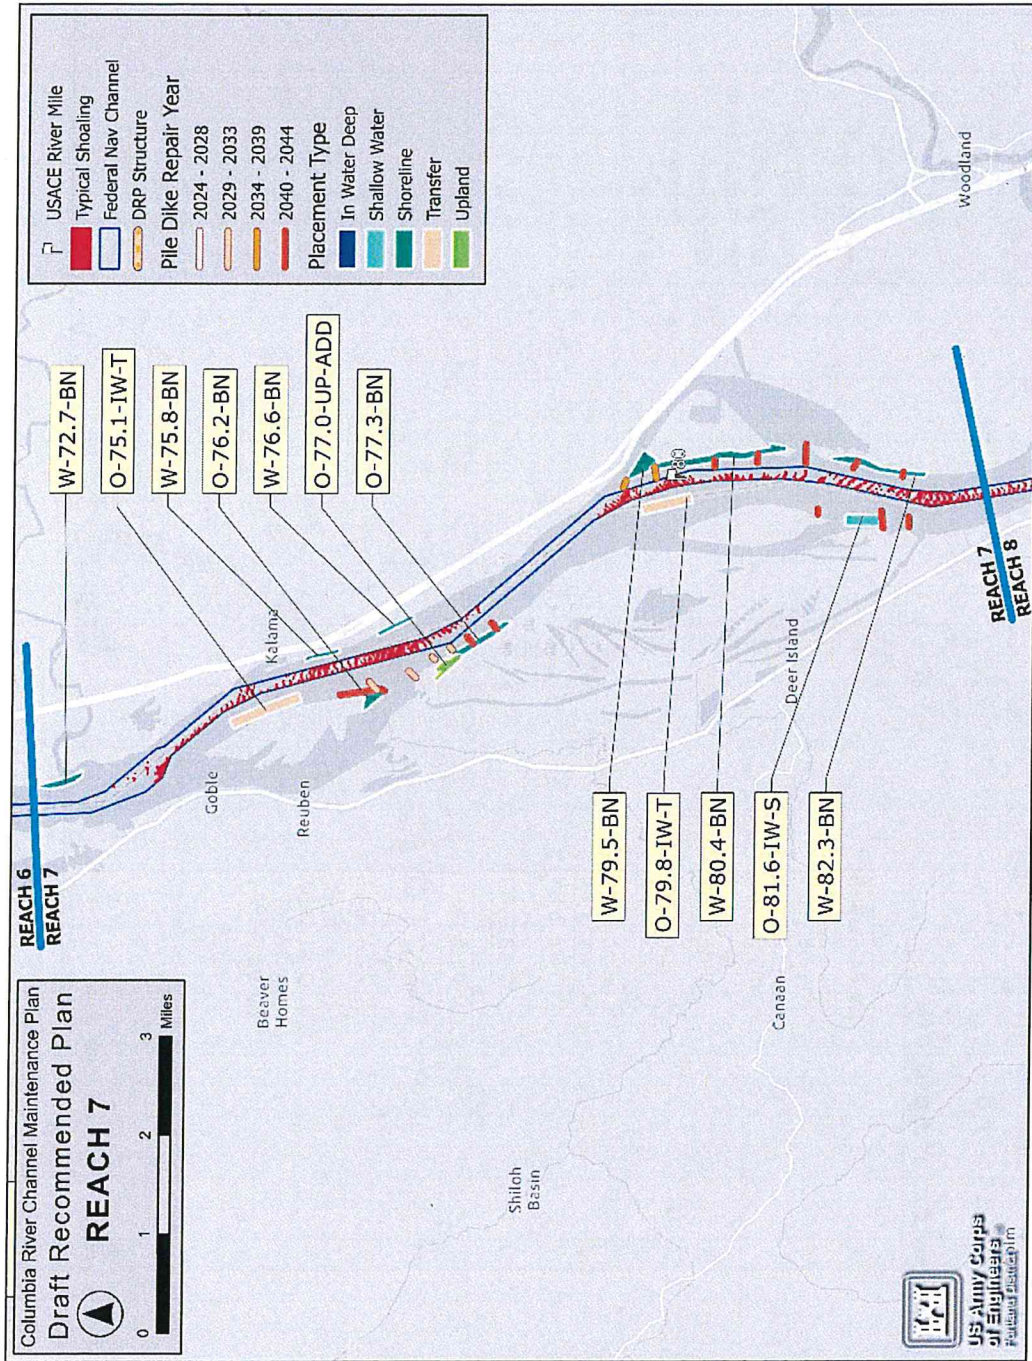 Columbia River Channel Maintenance Plan
Draft Recommended Plan
REACH 7
0 1 2 3
Miles
REACH 6
REACH 7
W-72.7-BN
O-75.1-IW-T
W-75.8-BN
O-76.2-BN
W-76.6-BN
O-77.0-UP-ADD
O-77.3-BN
USACE River Mile
Typical Shoaling
Federal Nav Channel
DRP Structure
Pile Dike Repair Year
2024 - 2028
2029 - 2033
2034 - 2039
2040 - 2044
Placement Type
In Water Deep
Shallow Water
Shoreline
Transfer
Upland
Goble
Kalama
Reuben
Beaver
Homes
80
W-79.5-BN
O-79.8-IW-T
W-80.4-BN
O-81.6-IW-S
W-82.3-BN
Deer Island
Canaan
Shiloh
Basin
Woodland
REACH 7
REACH 8
US Army Corps
of Engineers
Portland District